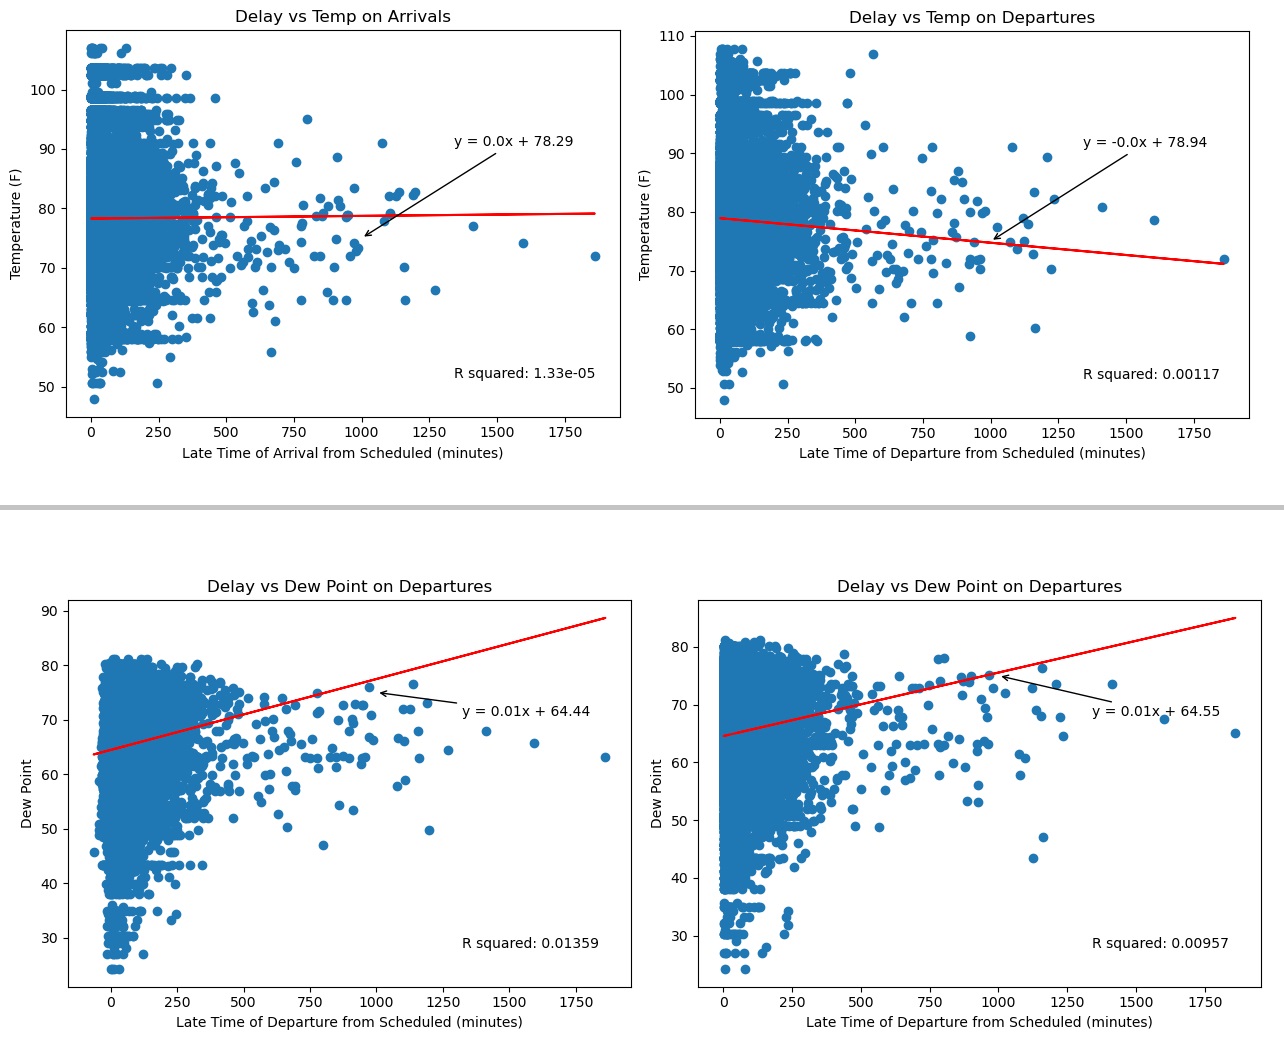 Delay vs Temp on Arrivals
Temperature (F)
100
90
80
70
60
50
y = 0.0x + 78.29
R squared: 1.33e-05
0 250 500 750 1000 1250 1500 1750
Late Time of Arrival from Scheduled (minutes)
Delay vs Temp on Departures
Temperature (F)
110
100
90
80
70
60
50
y = -0.0x + 78.94
R squared: 0.00117
0 250 500 750 1000 1250 1500 1750
Late Time of Departure from Scheduled (minutes)
Delay vs Dew Point on Departures
Dew Point
90
80
70
60
50
40
30
y = 0.01x + 64.44
R squared: 0.01359
0 250 500 750 1000 1250 1500 1750
Late Time of Departure from Scheduled (minutes)
Delay vs Dew Point on Departures
Dew Point
80
70
60
50
40
30
y = 0.01x + 64.55
R squared: 0.00957
0 250 500 750 1000 1250 1500 1750
Late Time of Departure from Scheduled (minutes)